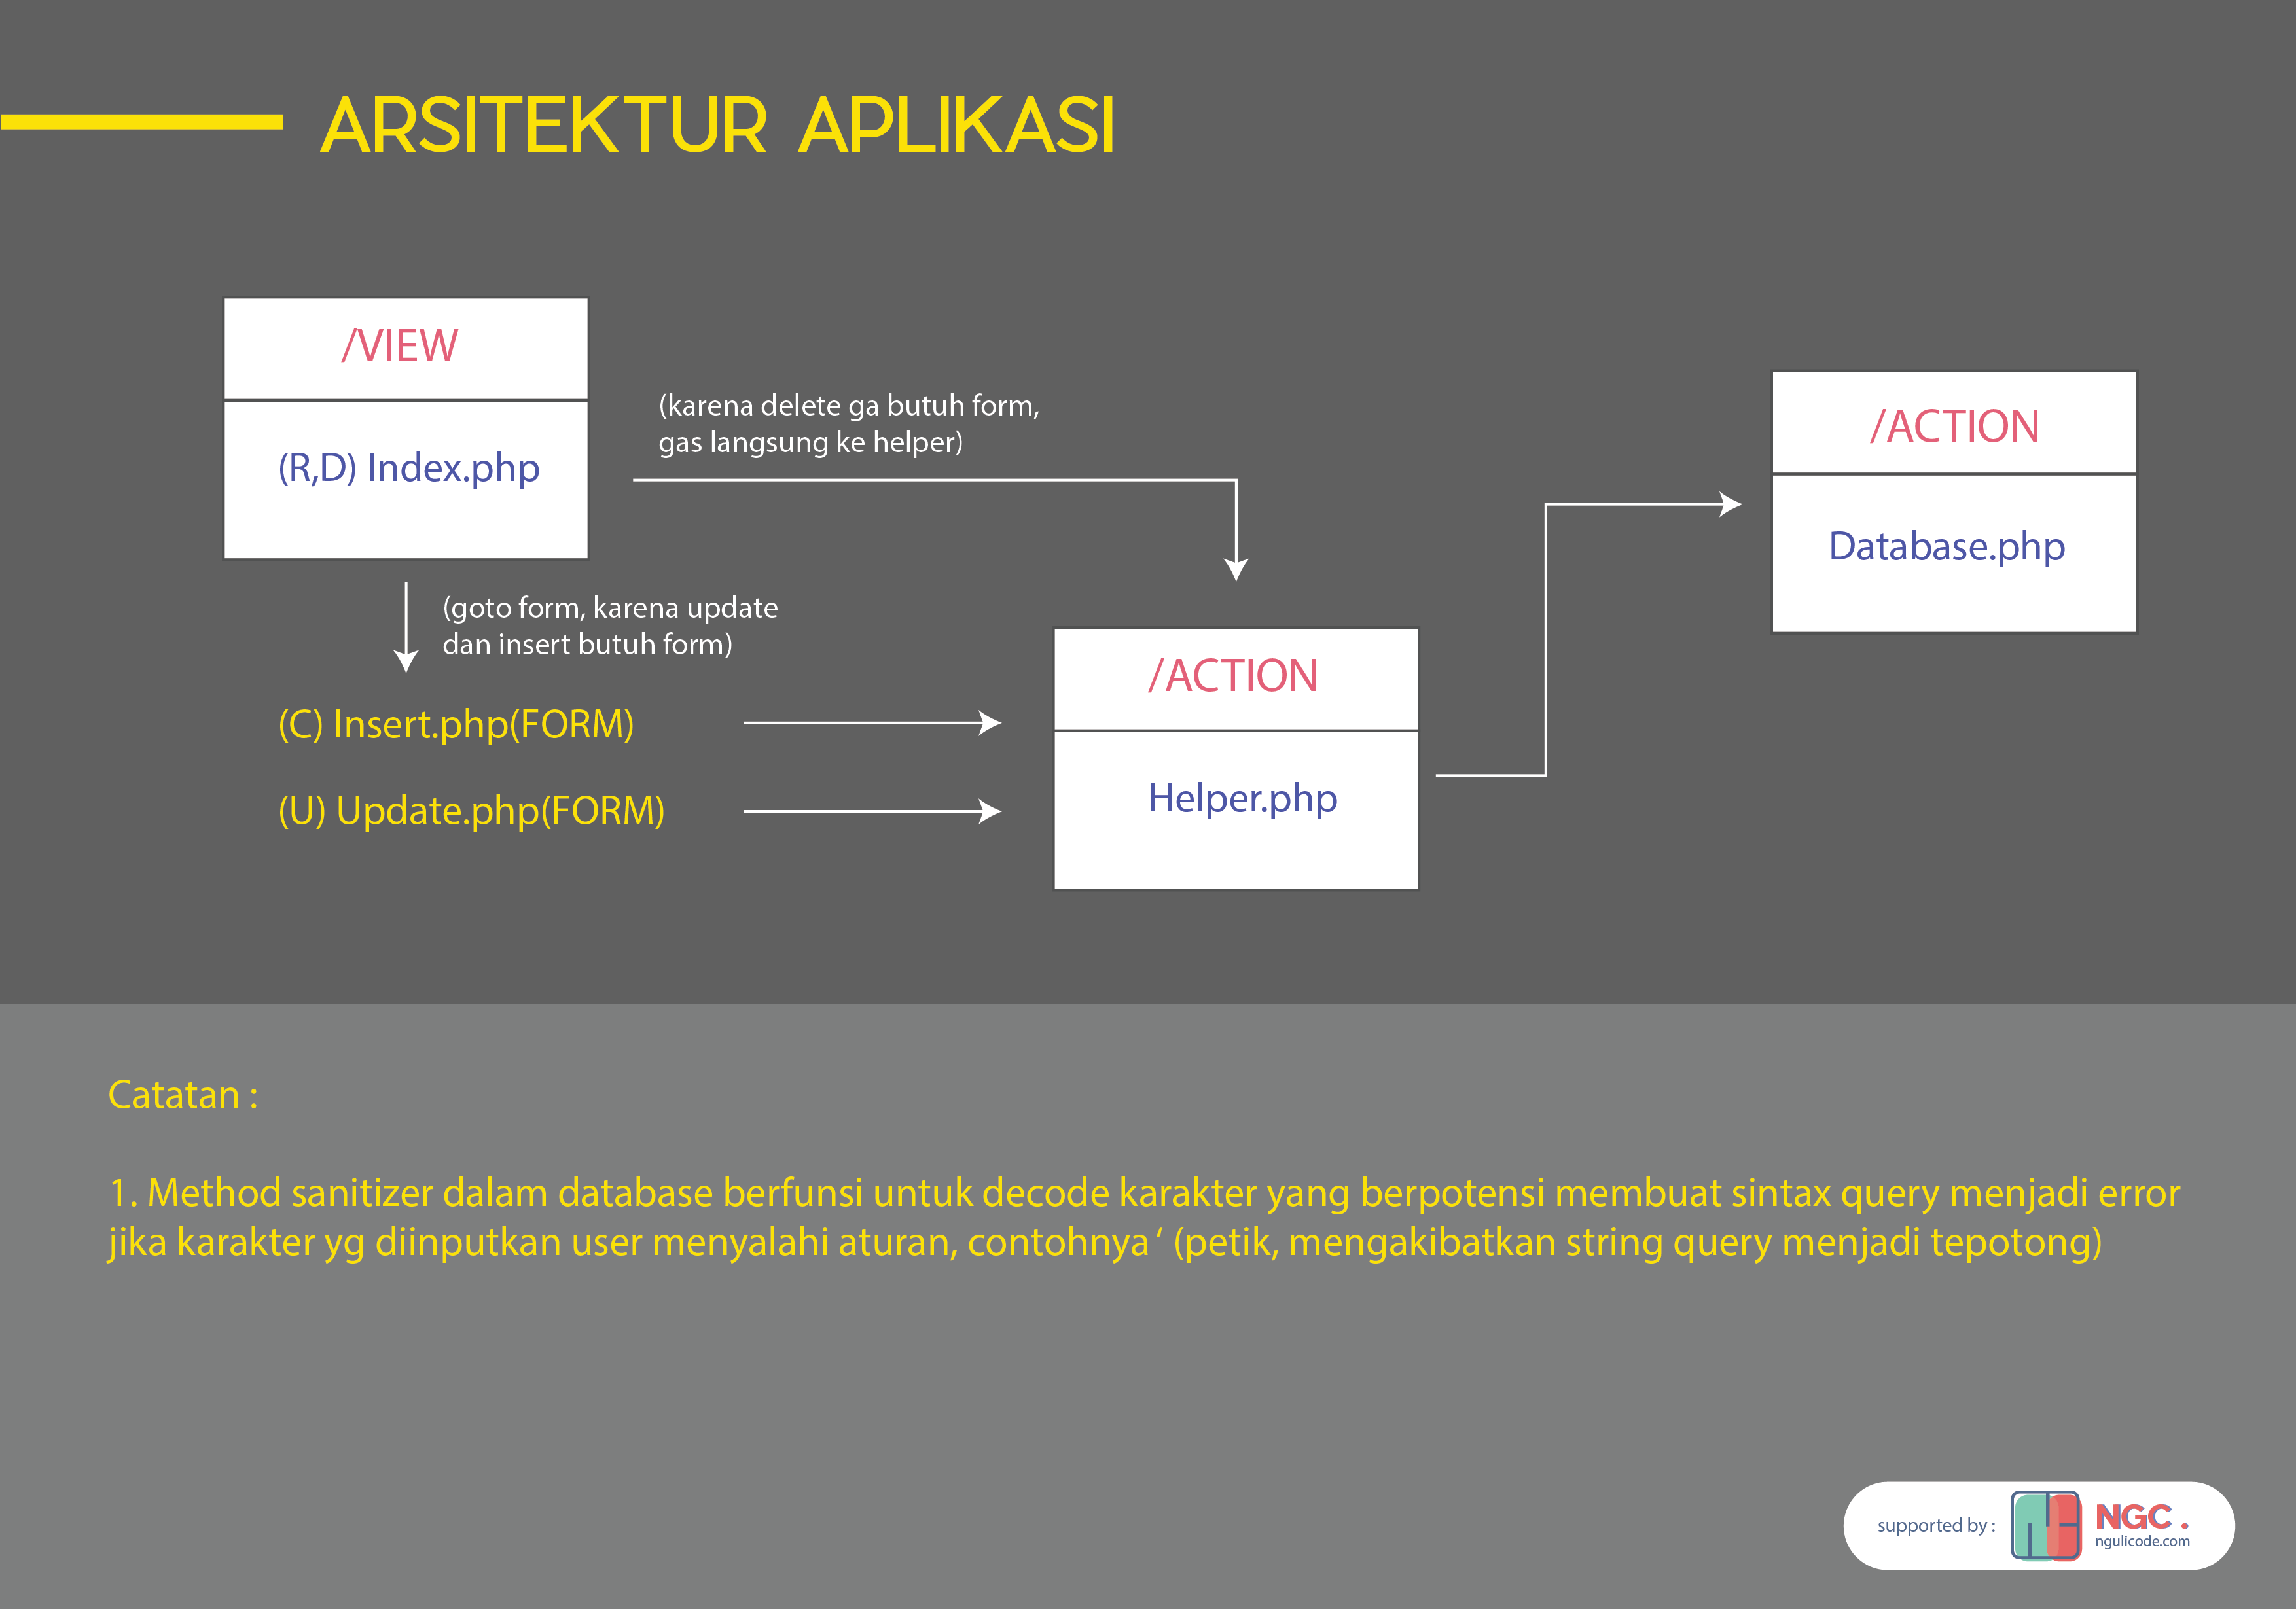 ARSITEKTUR APLIKASI
/VIEW
(R,D) Index.php
(karena delete ga butuh form,
gas langsung ke helper)
/ACTION
Database.php
(goto form, karena update
dan insert butuh form)
(C) Insert.php(FORM)
(U) Update.php(FORM)
/ACTION
Helper.php
Catatan :
1. Method sanitizer dalam database berfunsi untuk decode karakter yang berpotensi membuat sintax query menjadi error
jika karakter yg diinputkan user menyalahi aturan, contohnya ‘ (petik, mengakibatkan string query menjadi tepotong)
supported by :
NGC .
ngulicode.com